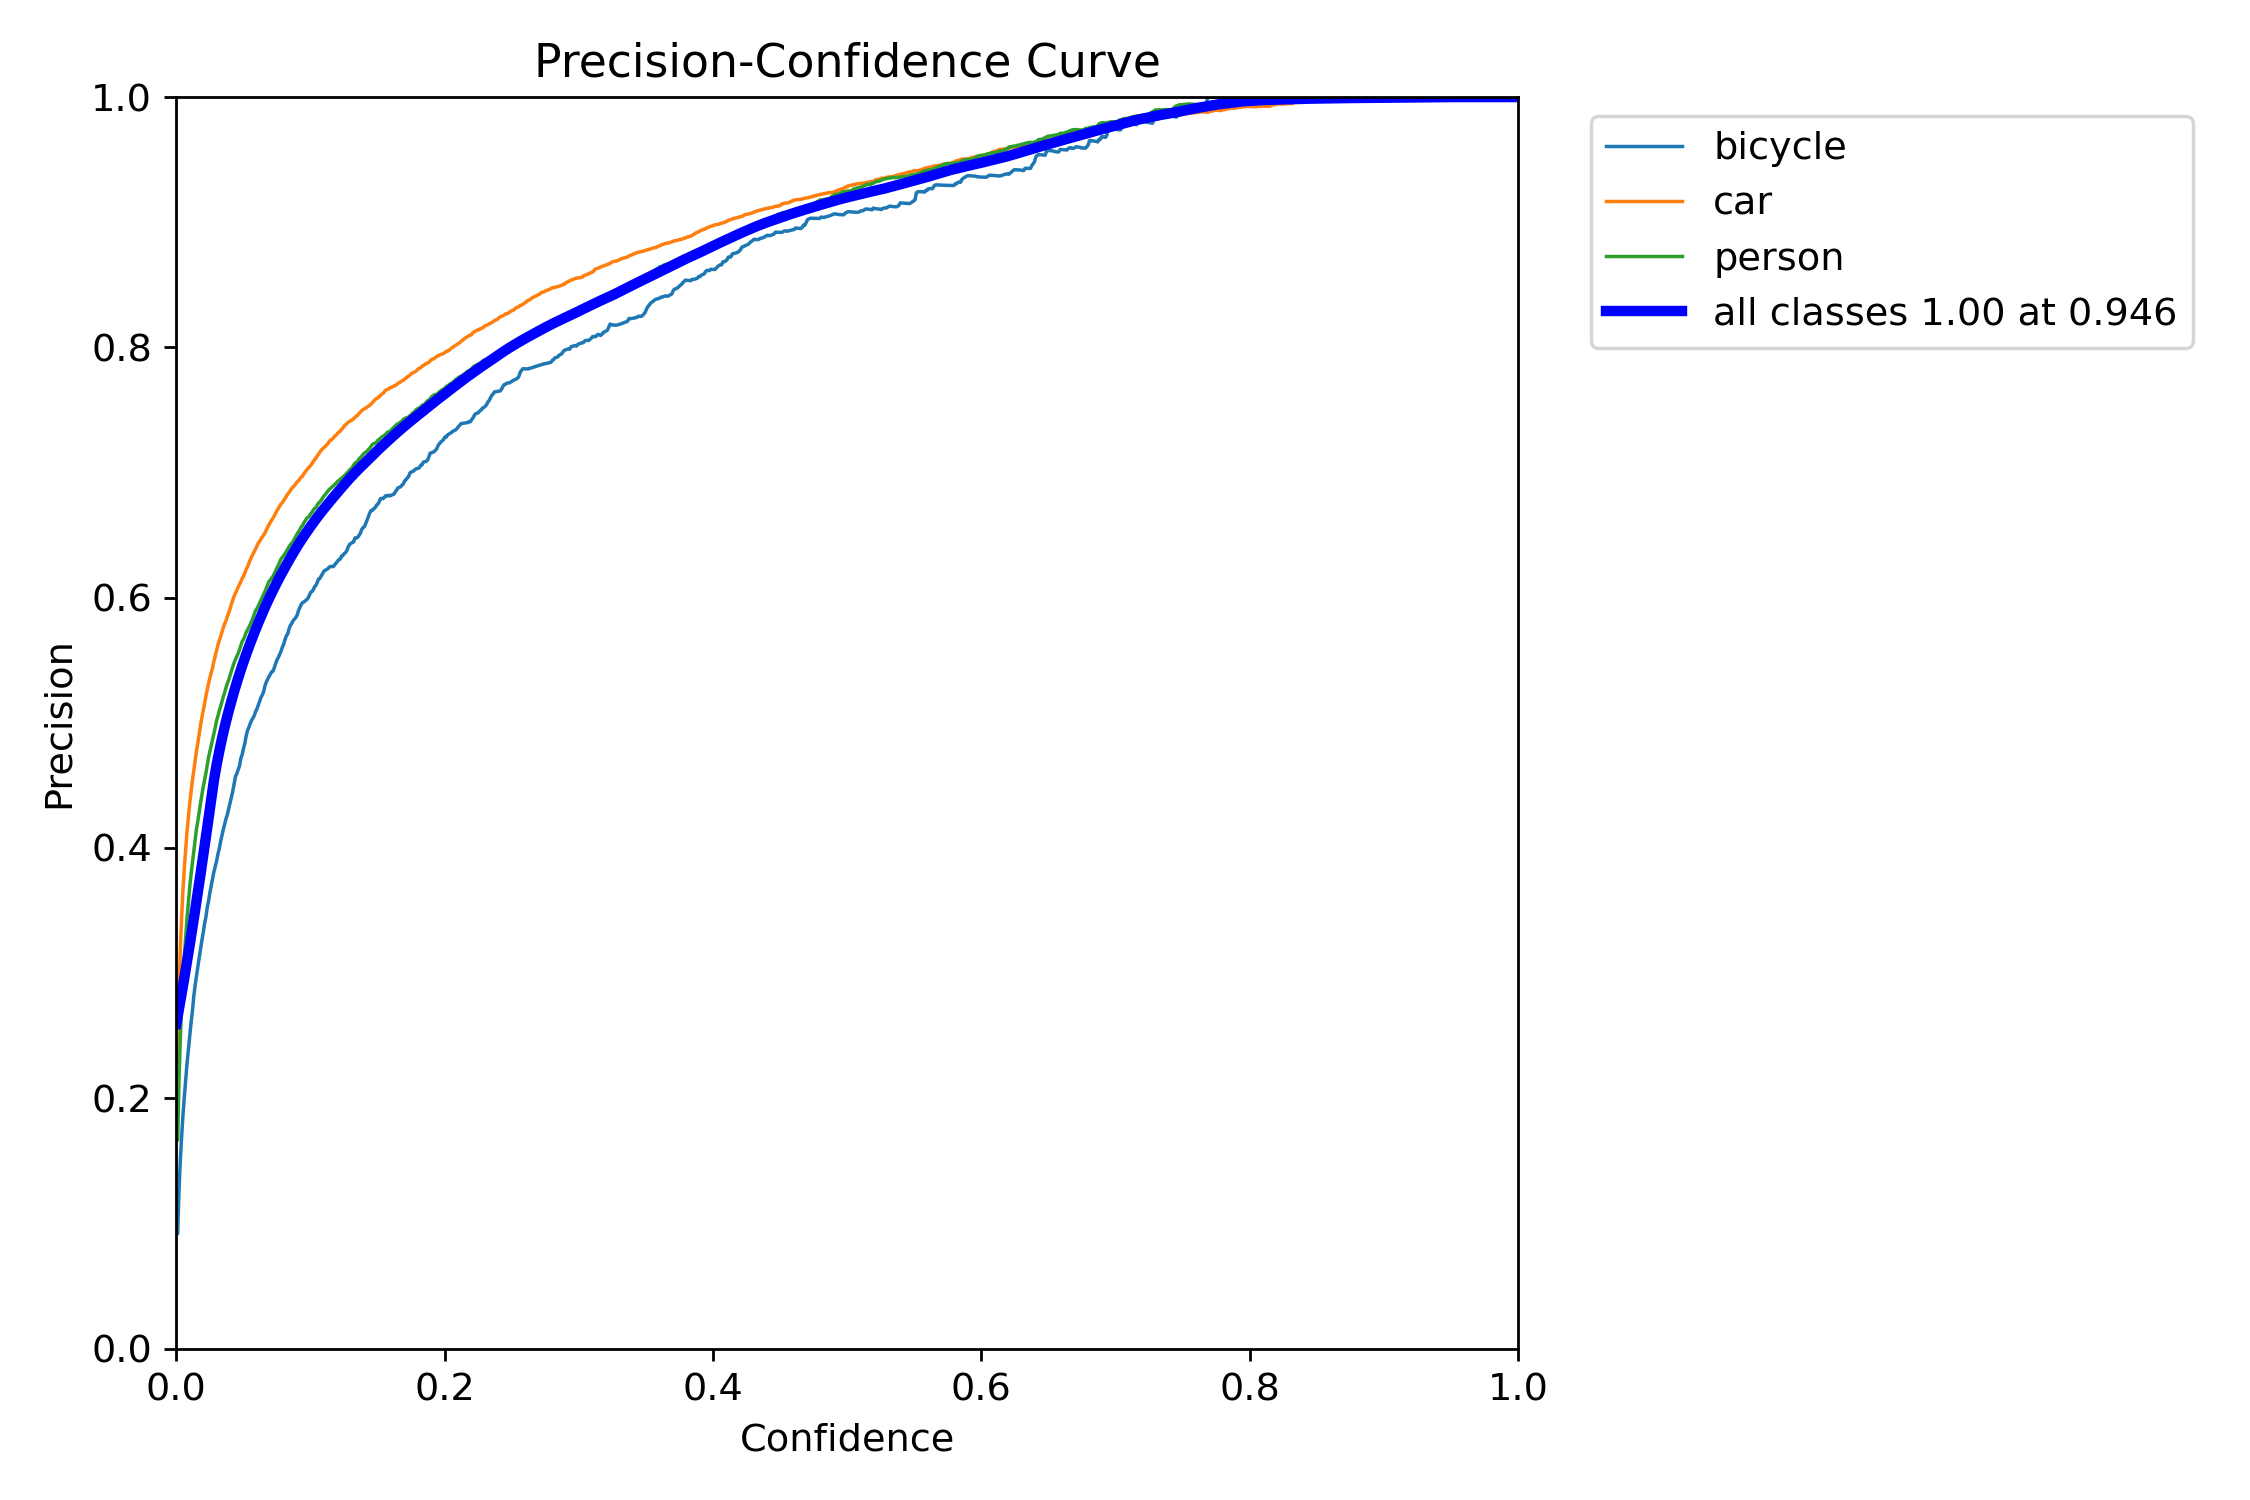 Precision-Confidence Curve
1.0
0.8
0.6
0.4
0.2
0.0
Precision
0.0 0.2 0.4 0.6 0.8 1.0
Confidence
bicycle
car
person
all classes 1.00 at 0.946